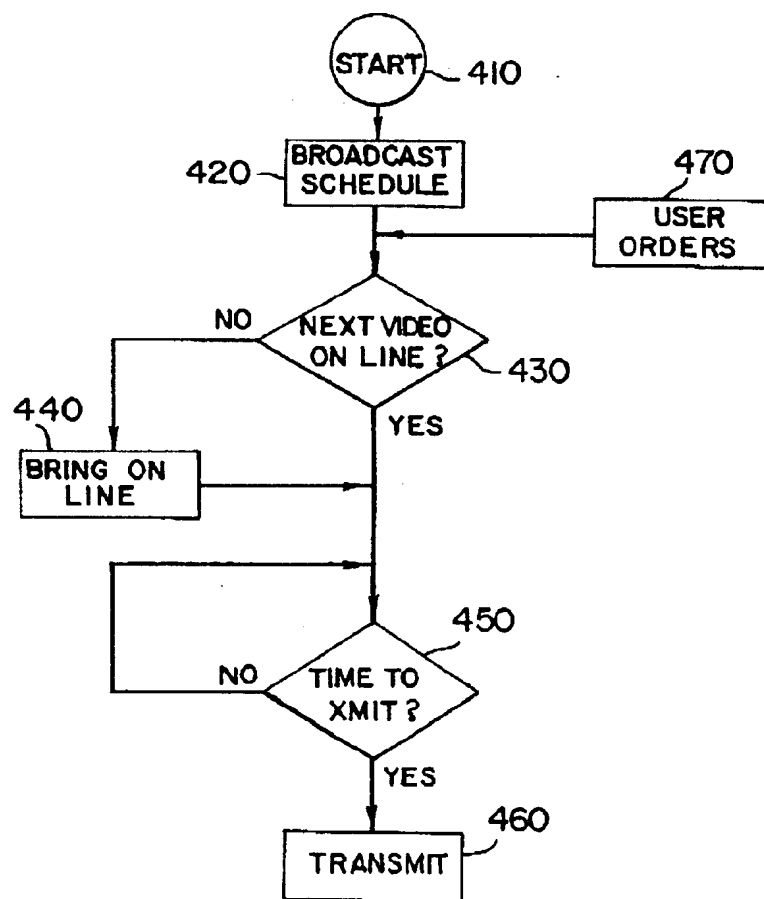 START
410
BROADCAST
SCHEDULE
420
470
USER
ORDERS
NO
NEXT VIDEO
ON LINE?
430
YES
440
BRING ON
LINE
450
NO
TIME TO
XMIT?
YES
460
TRANSMIT